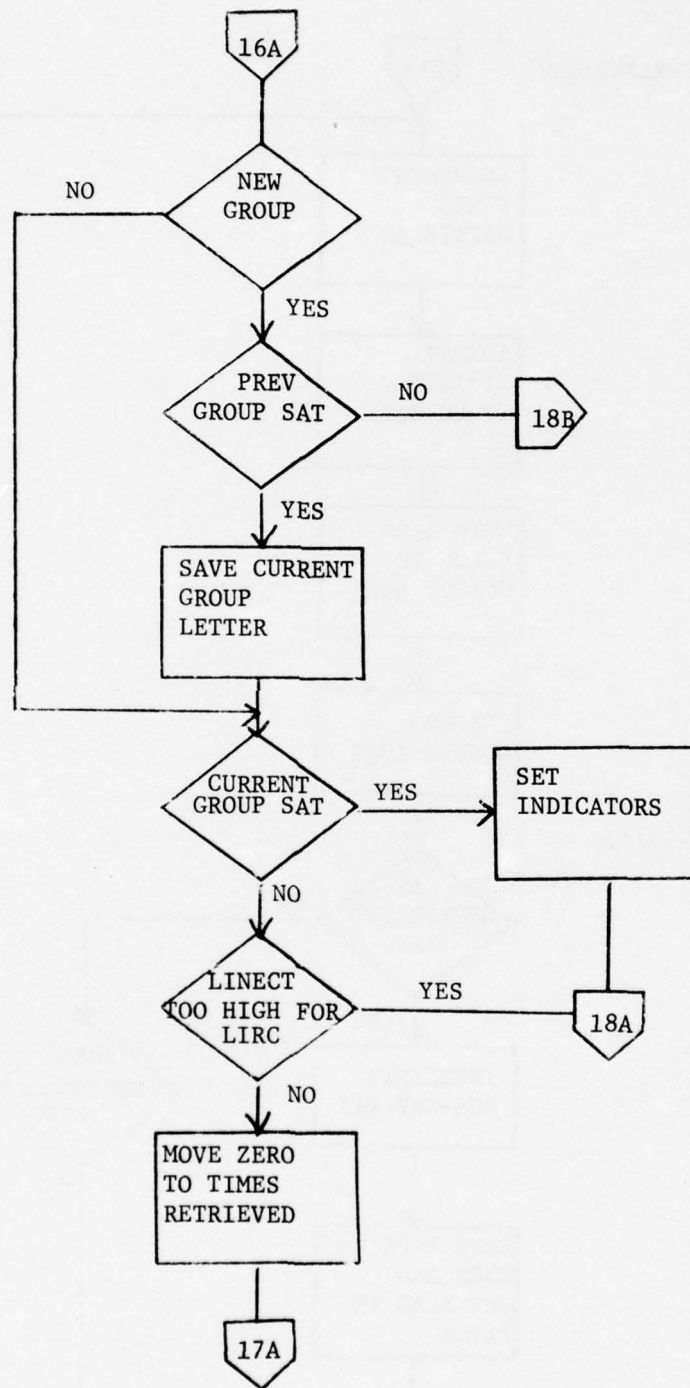 16A
NO
NEW
GROUP
YES
PREV
GROUP SAT
NO
18B
YES
SAVE CURRENT
GROUP
LETTER
CURRENT
GROUP SAT
YES
SET
INDICATORS
NO
LINECT
TOO HIGH FOR
LIRC
YES
18A
NO
MOVE ZERO
TO TIMES
RETRIEVED
17A